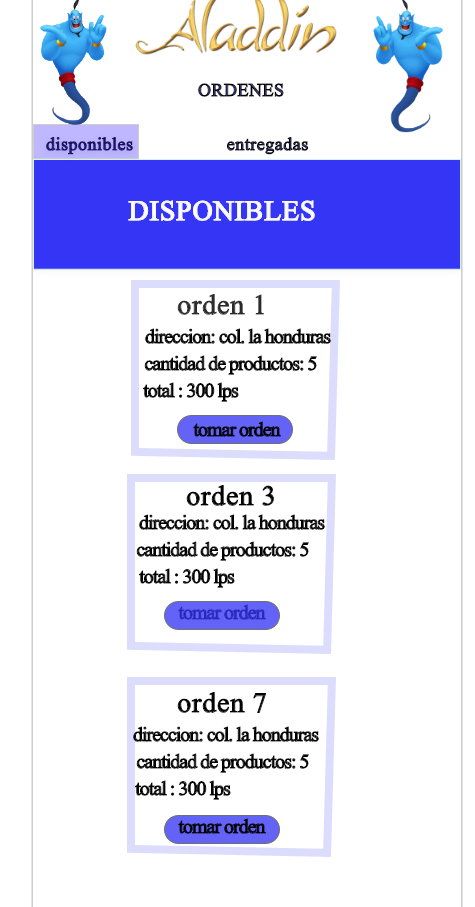 Aladdin
ORDENES
disponibles entregadas
DISPONIBLES
orden 1
direccion: col. la honduras
cantidad de productos: 5
total : 300 lps
tomar orden
orden 3
direccion: col. la honduras
cantidad de productos: 5
total : 300 lps
tomar orden
orden 7
direccion: col. la honduras
cantidad de productos: 5
total : 300 lps
tomar orden